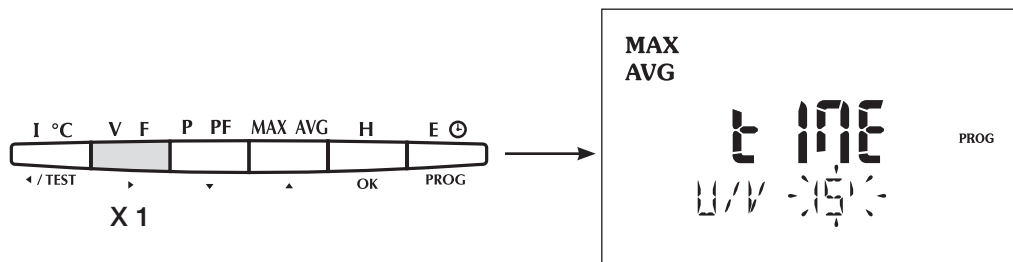 I °C V F P PF MAX AVG H E
◂ / TEST ▸ ▾ ▴ OK PROG
X 1
MAX
AVG
tIME
PROG
U/V 15'